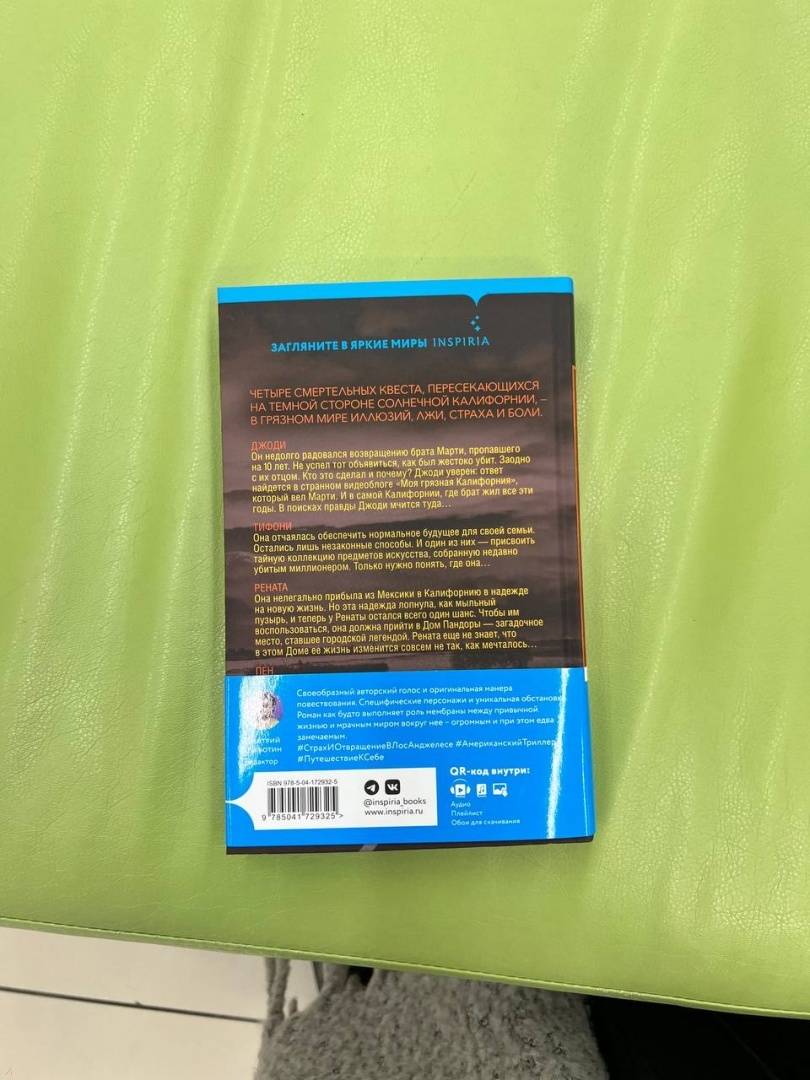 ЗАГЛЯНИТЕ В ЯРКИЕ МИРЫ INSPIRIA
ЧЕТЫРЕ СМЕРТЕЛЬНЫХ КВЕСТА, ПЕРЕСЕКАЮЩИХСЯ
НА ТЕМНОЙ СТОРОНЕ СОЛНЕЧНОЙ КАЛИФОРНИИ, –
В ГРЯЗНОМ МИРЕ ИЛЛЮЗИЙ, ЛЖИ, СТРАХА И БОЛИ.
ДЖОДИ
Он недолго радовался возвращению брата Марти, пропавшего
на 10 лет. Не успел тот объявиться, как был жестоко убит. Заодно
с их отцом. Кто это сделал и почему? Джоди уверен: ответ
найдется в странном видеоблоге «Моя грязная Калифорния»,
который вел Марти. И в самой Калифорнии, где брат жил все эти
годы. В поисках правды Джоди мчится туда...
ТИФОНИ
Она отчаялась обеспечить нормальное будущее для своей семьи.
Остались лишь незаконные способы. И один из них — присвоить
тайную коллекцию предметов искусства, собранную недавно
убитым миллионером. Только нужно понять, где она...
РЕНАТА
Она нелегально прибыла из Мексики в Калифорнию в надежде
на новую жизнь. Но эта надежда лопнула, как мыльный
пузырь, и теперь у Ренаты остался всего один шанс. Чтобы им
воспользоваться, она должна прийти в Дом Пандоры — загадочное
место, ставшее городской легендой. Рената еще не знает, что
в этом Доме ее жизнь изменится совсем не так, как мечталось...
ПЕН
Своеобразный авторский голос и оригинальная манера
повествования. Специфические персонажи и уникальная обстановка.
Роман как будто выполняет роль мембраны между привычной
жизнью и мрачным миром вокруг нее – огромным и при этом едва
замечаемым.
#СтрахИОтвращениеВЛосАнджелесе #АмериканскийТриллер
#ПутешествиеКСебе
ISBN 978-5-04-172932-5
9 785041 729325>
@inspiria_books
www.inspiria.ru
QR-код внутри:
Аудио
Плейлист
Обои для скачивания